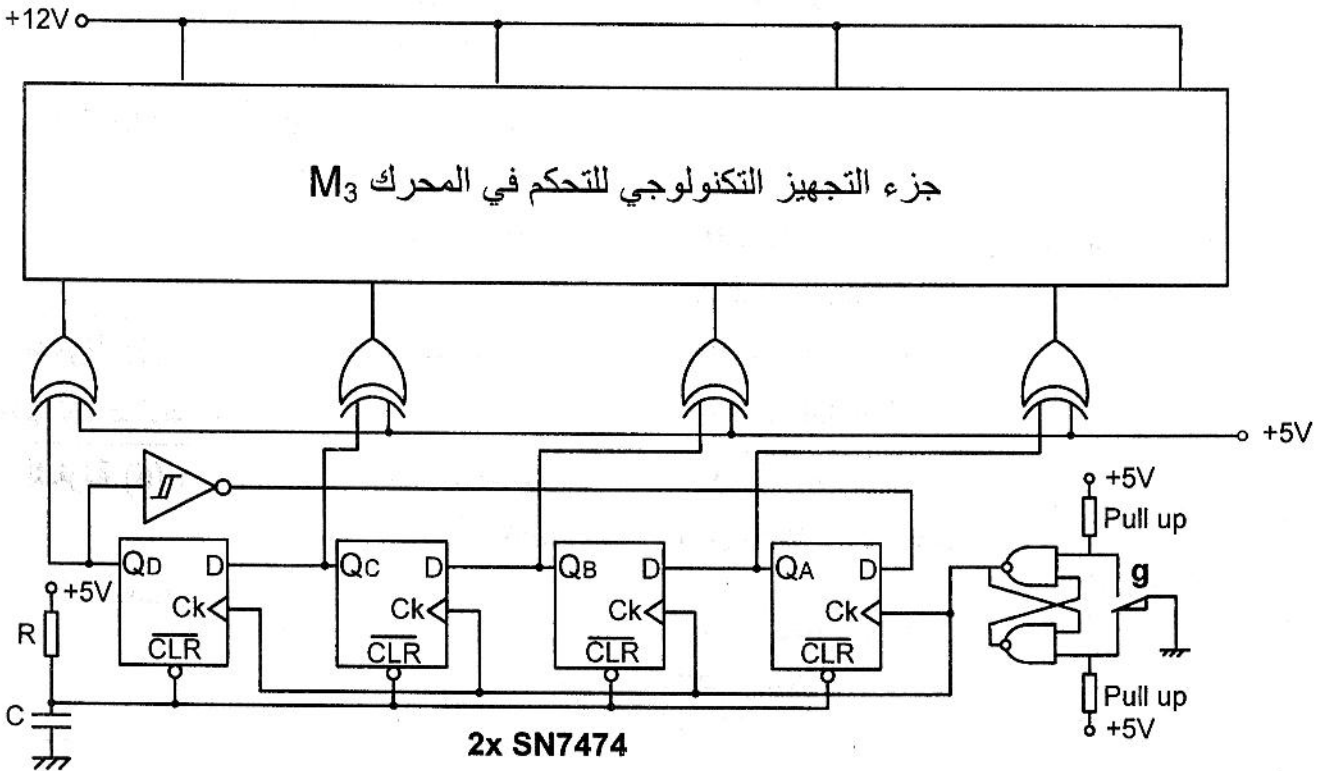 +12V
جزء التجهيز التكنولوجي للتحكم في المحرك M3
+5V
+5V
Pull up
g
QD D
Ck
CLR
QC D
Ck
CLR
QB D
Ck
CLR
QA D
Ck
CLR
+5V
R
C
Pull up
+5V
2x SN7474